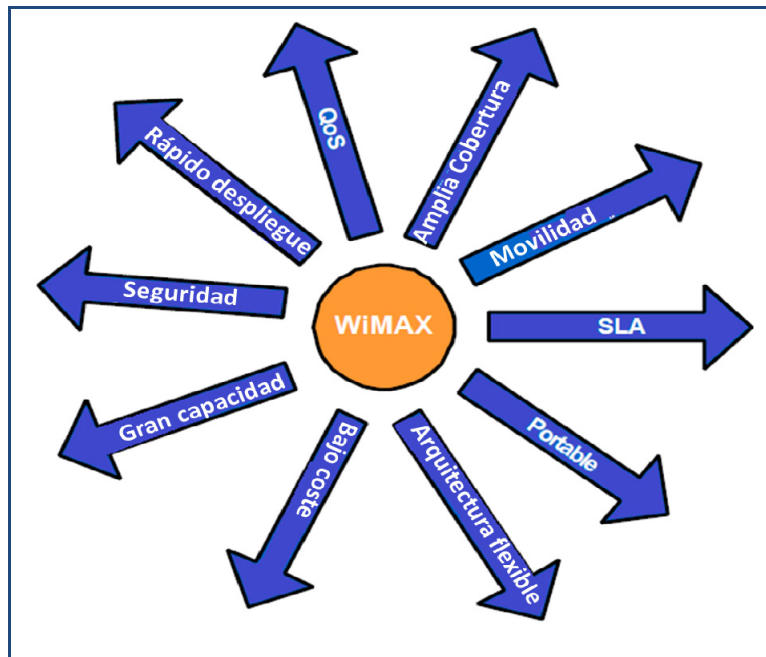 QoS
Amplia Cobertura
Rápido despliegue
Movilidad
Seguridad
WiMAX
SLA
Gran capacidad
Portable
Bajo coste
Arquitectura flexible